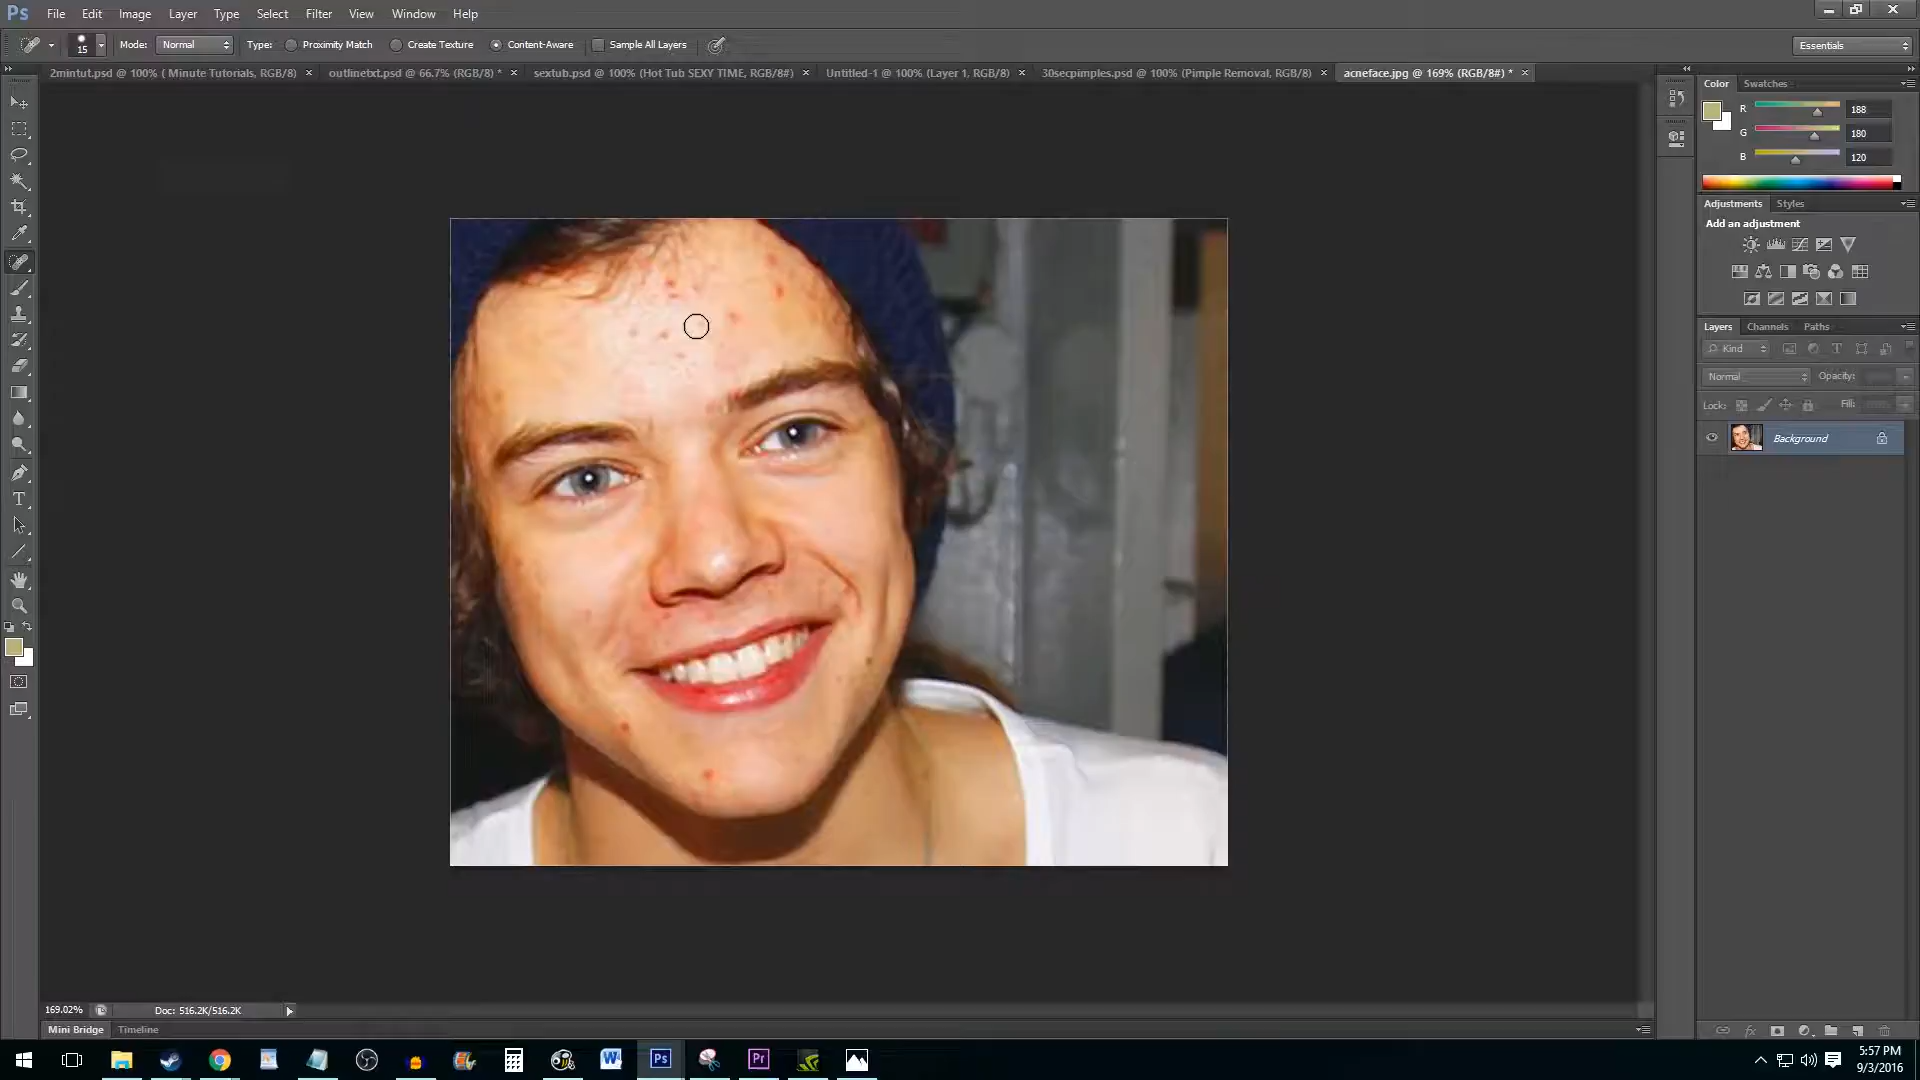 Ps File Edit Image Layer Type Select Filter View Window Help
15 Mode: Normal Type: Proximity Match Create Texture Content-Aware Sample All Layers Essentials
2mintut.psd @ 100% ( Minute Tutorials, RGB/8) × outlinetxt.psd @ 66.7% (RGB/8) * × sextub.psd @ 100% (Hot Tub SEXY TIME, RGB/8#) × Untitled-1 @ 100% (Layer 1, RGB/8) × 30secpimples.psd @ 100% (Pimple Removal, RGB/8) × acneface.jpg @ 169% (RGB/8#) * ×
Color Swatches
R 188
G 180
B 120
Adjustments Styles
Add an adjustment
Layers Channels Paths
Kind
Normal Opacity:
Lock: Fill:
Background
169.02% Doc: 516.2K/516.2K
Mini Bridge Timeline
5:57 PM
9/3/2016